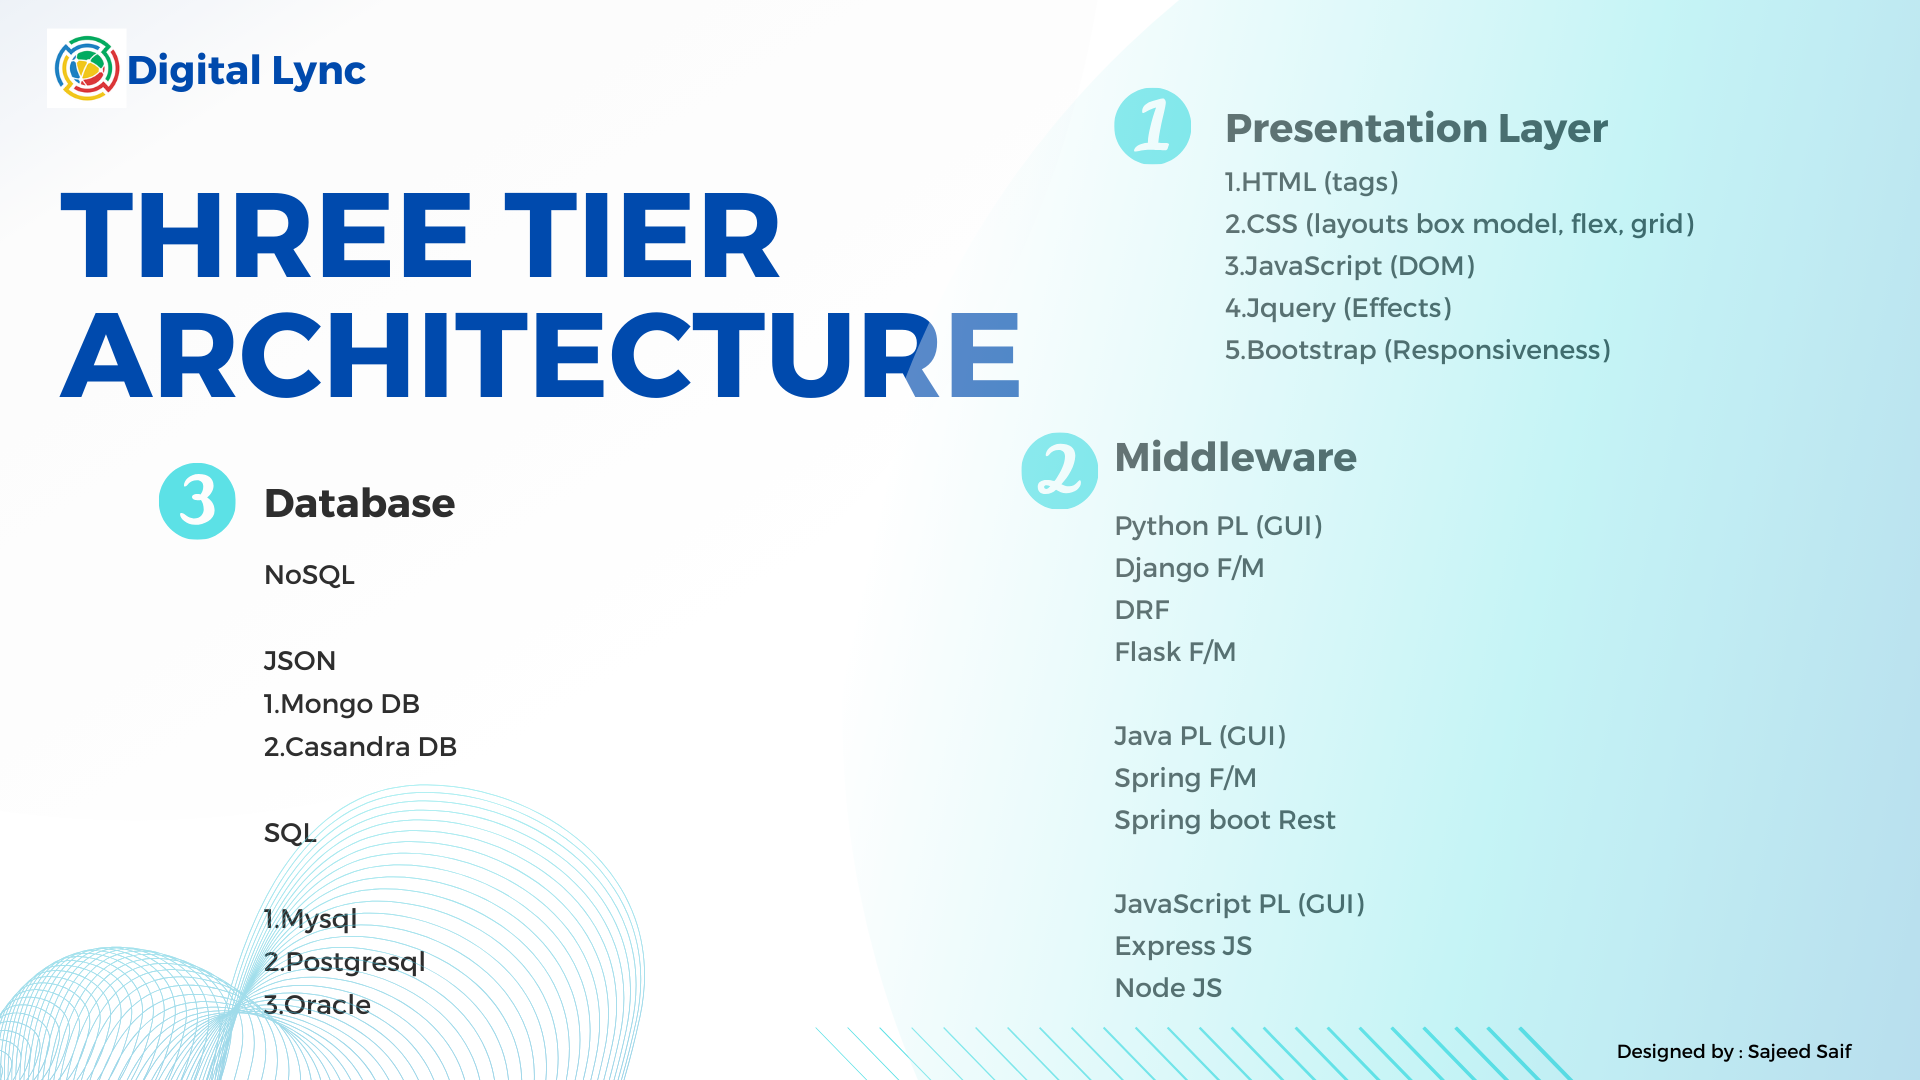 Digital Lync
THREE TIER
ARCHITECTURE
1
Presentation Layer
1.HTML (tags)
2.CSS (layouts box model, flex, grid)
3.JavaScript (DOM)
4.Jquery (Effects)
5.Bootstrap (Responsiveness)
2
Middleware
Python PL (GUI)
Django F/M
DRF
Flask F/M
Java PL (GUI)
Spring F/M
Spring boot Rest
JavaScript PL (GUI)
Express JS
Node JS
3
Database
NoSQL
JSON
1.Mongo DB
2.Casandra DB
SQL
1.Mysql
2.Postgresql
3.Oracle
Designed by : Sajeed Saif